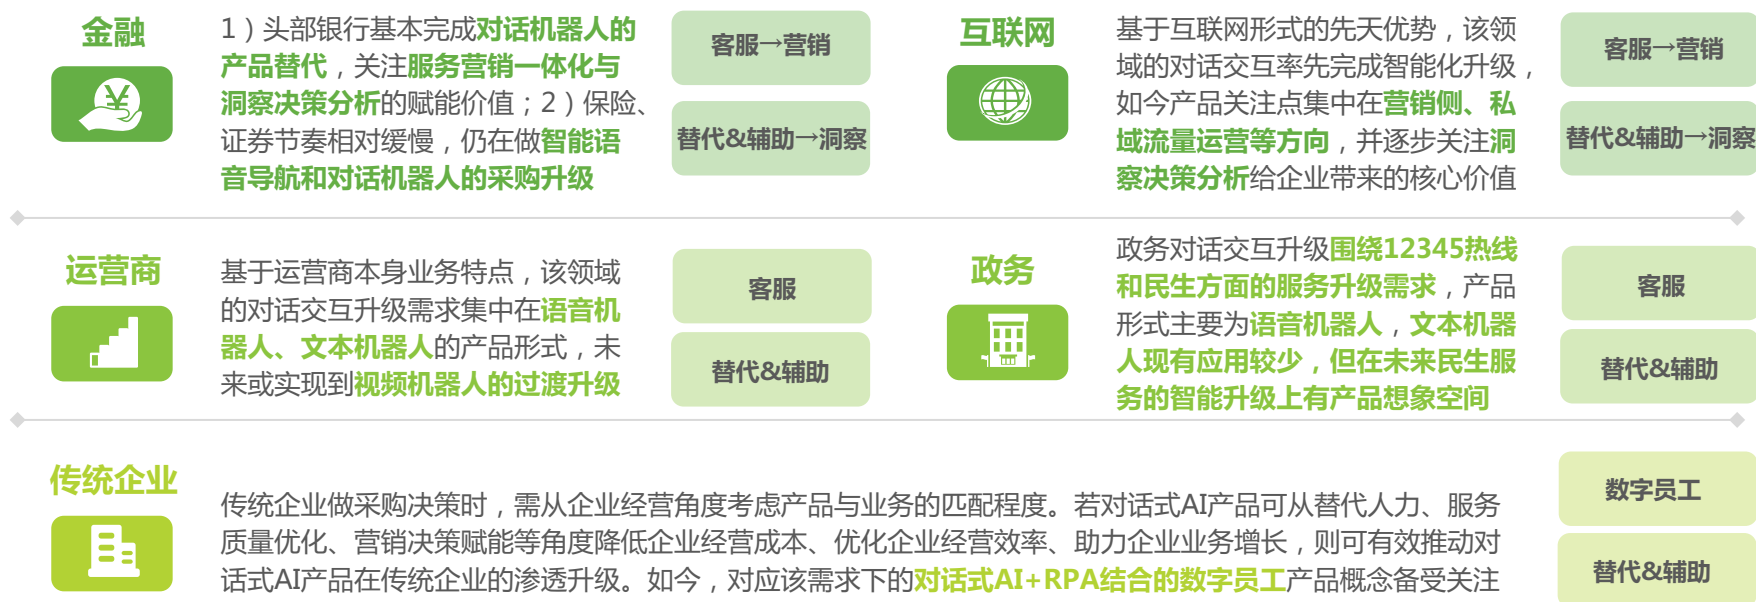 金融
1）头部银行基本完成对话机器人的
产品替代，关注服务营销一体化与
洞察决策分析的赋能价值；2）保险、
证券节奏相对缓慢，仍在做智能语
音导航和对话机器人的采购升级
客服→营销
替代&辅助→洞察
互联网
基于互联网形式的先天优势，该领
域的对话交互率先完成智能化升级，
如今产品关注点集中在营销侧、私
域流量运营等方向，并逐步关注洞
察决策分析给企业带来的核心价值
客服→营销
替代&辅助→洞察
运营商
基于运营商本身业务特点，该领域
的对话交互升级需求集中在语音机
器人、文本机器人的产品形式，未
来或实现到视频机器人的过渡升级
客服
替代&辅助
政务
政务对话交互升级围绕12345热线
和民生方面的服务升级需求，产品
形式主要为语音机器人，文本机器
人现有应用较少，但在未来民生服
务的智能升级上有产品想象空间
客服
替代&辅助
传统企业
传统企业做采购决策时，需从企业经营角度考虑产品与业务的匹配程度。若对话式AI产品可从替代人力、服务
质量优化、营销决策赋能等角度降低企业经营成本、优化企业经营效率、助力企业业务增长，则可有效推动对
话式AI产品在传统企业的渗透升级。如今，对应该需求下的对话式AI+RPA结合的数字员工产品概念备受关注
数字员工
替代&辅助